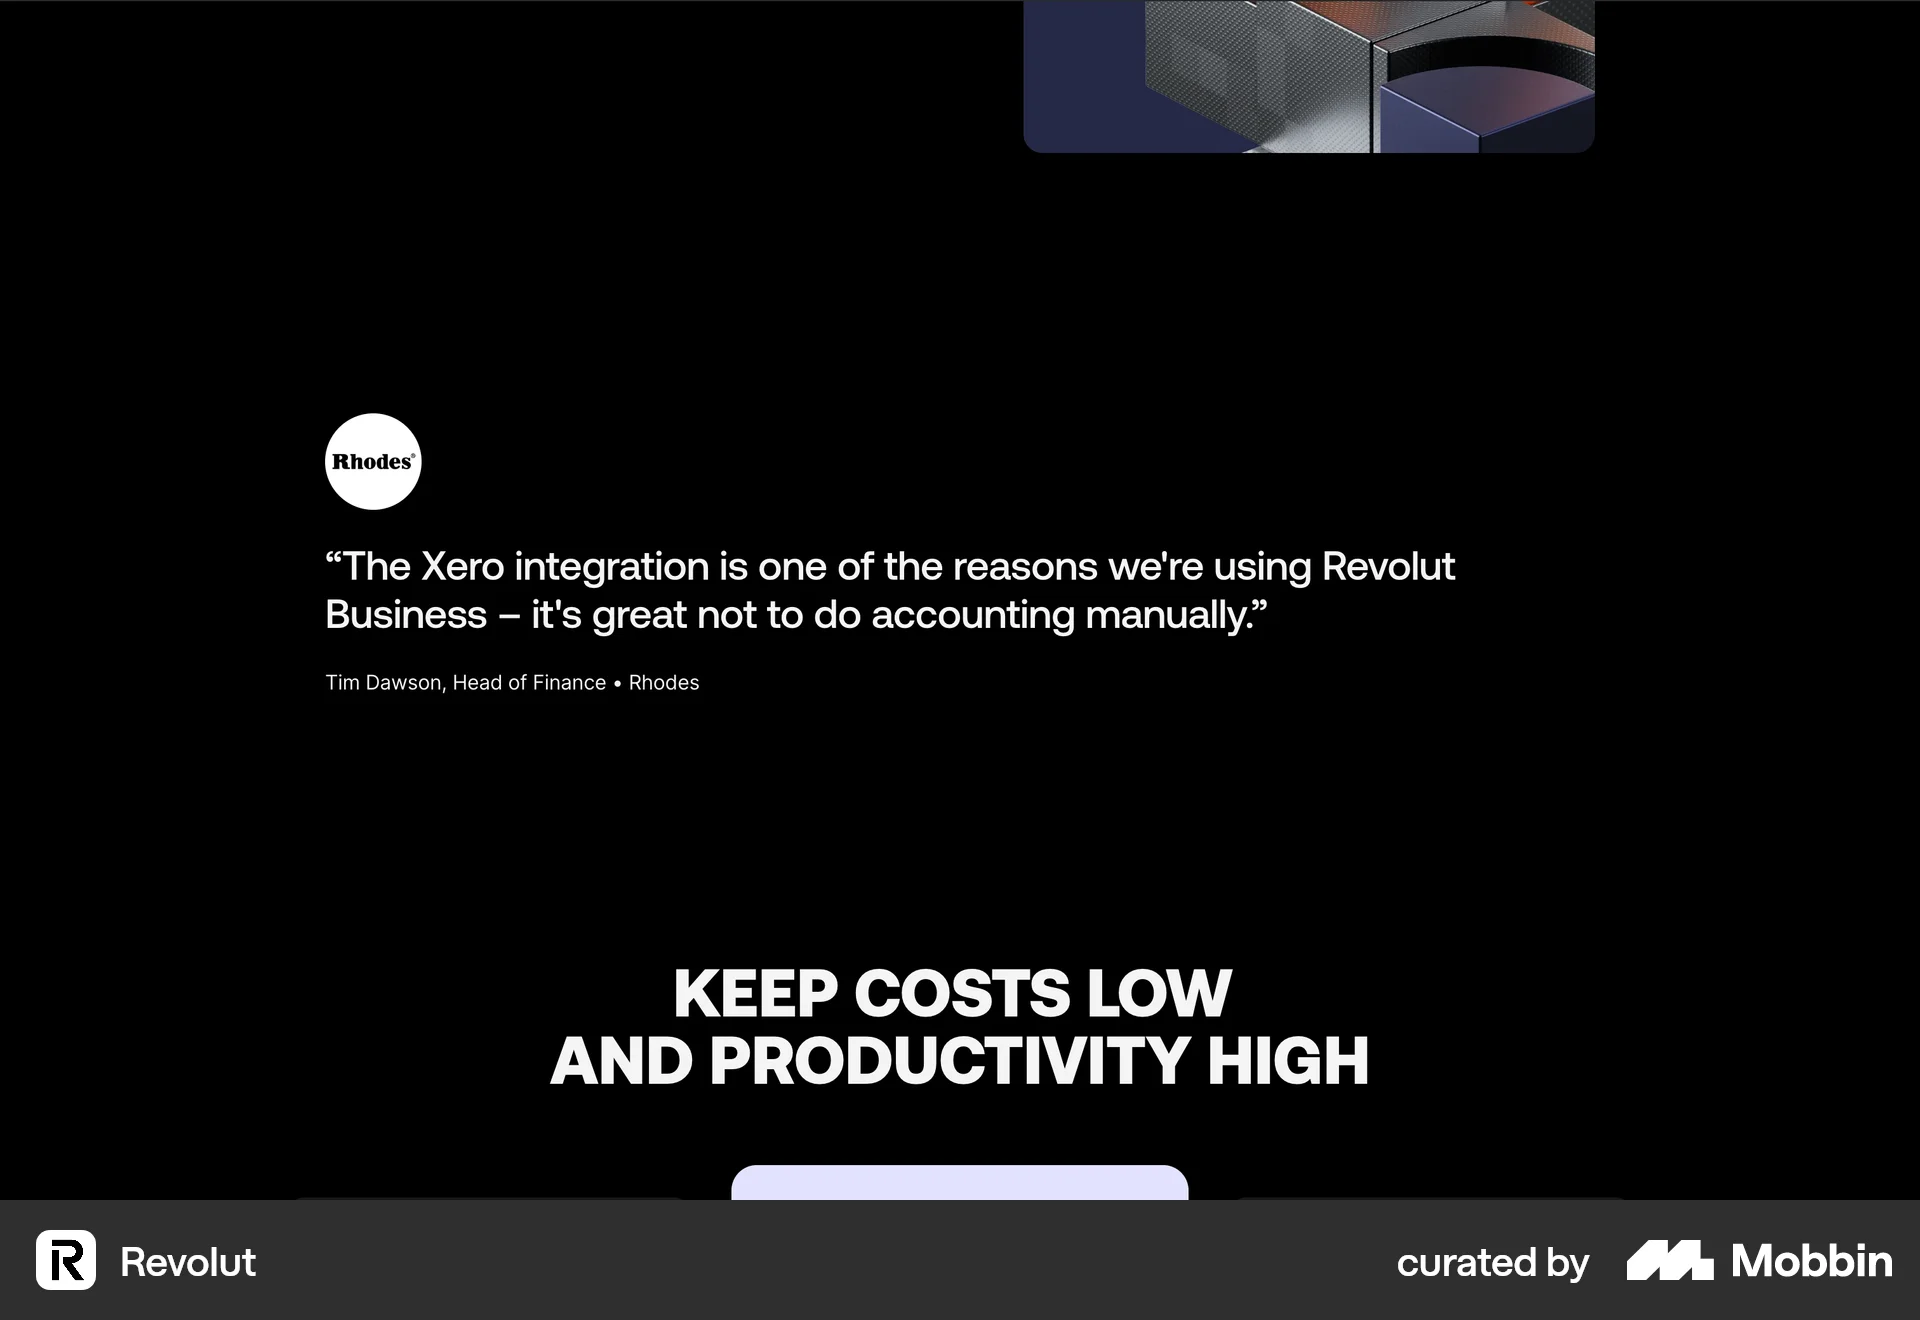 Rhodes®
“The Xero integration is one of the reasons we're using Revolut
Business – it's great not to do accounting manually.”
Tim Dawson, Head of Finance • Rhodes
KEEP COSTS LOW
AND PRODUCTIVITY HIGH
Revolut
curated by Mobbin